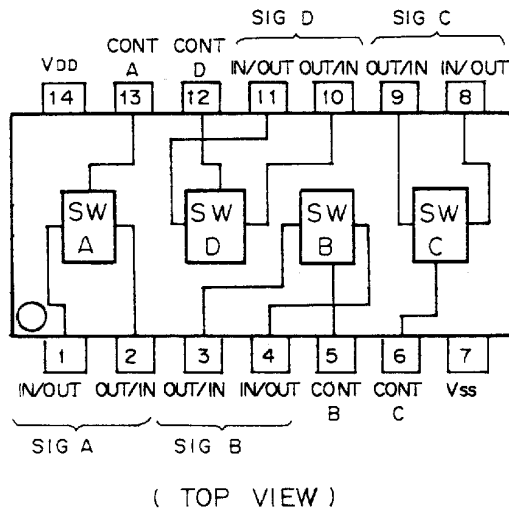 SIG D SIG C
VDD CONT A CONT D IN/OUT OUT/IN OUT/IN IN/OUT
14 13 12 11 10 9 8
SW A SW D SW B SW C
1 2 3 4 5 6 7
IN/OUT OUT/IN OUT/IN IN/OUT CONT B CONT C Vss
SIG A SIG B
( TOP VIEW )